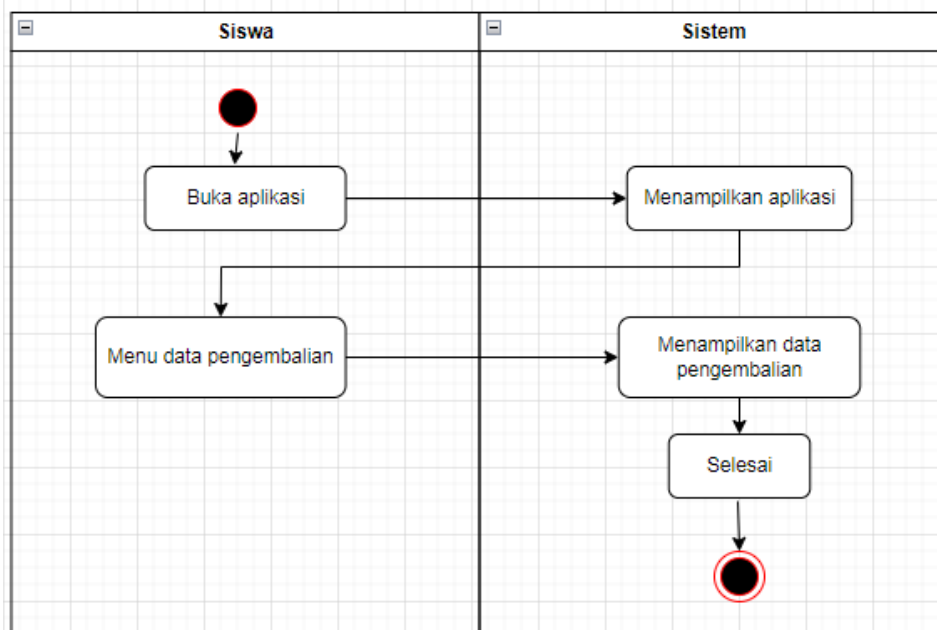 Siswa
Sistem
Buka aplikasi
Menampilkan aplikasi
Menu data pengembalian
Menampilkan data
pengembalian
Selesai